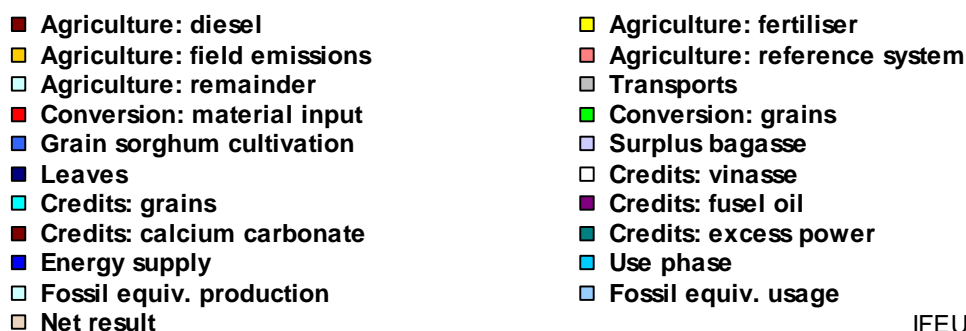 Agriculture: diesel Agriculture: fertiliser
Agriculture: field emissions Agriculture: reference system
Agriculture: remainder Transports
Conversion: material input Conversion: grains
Grain sorghum cultivation Surplus bagasse
Leaves Credits: vinasse
Credits: grains Credits: fusel oil
Credits: calcium carbonate Credits: excess power
Energy supply Use phase
Fossil equiv. production Fossil equiv. usage
Net result IFEU